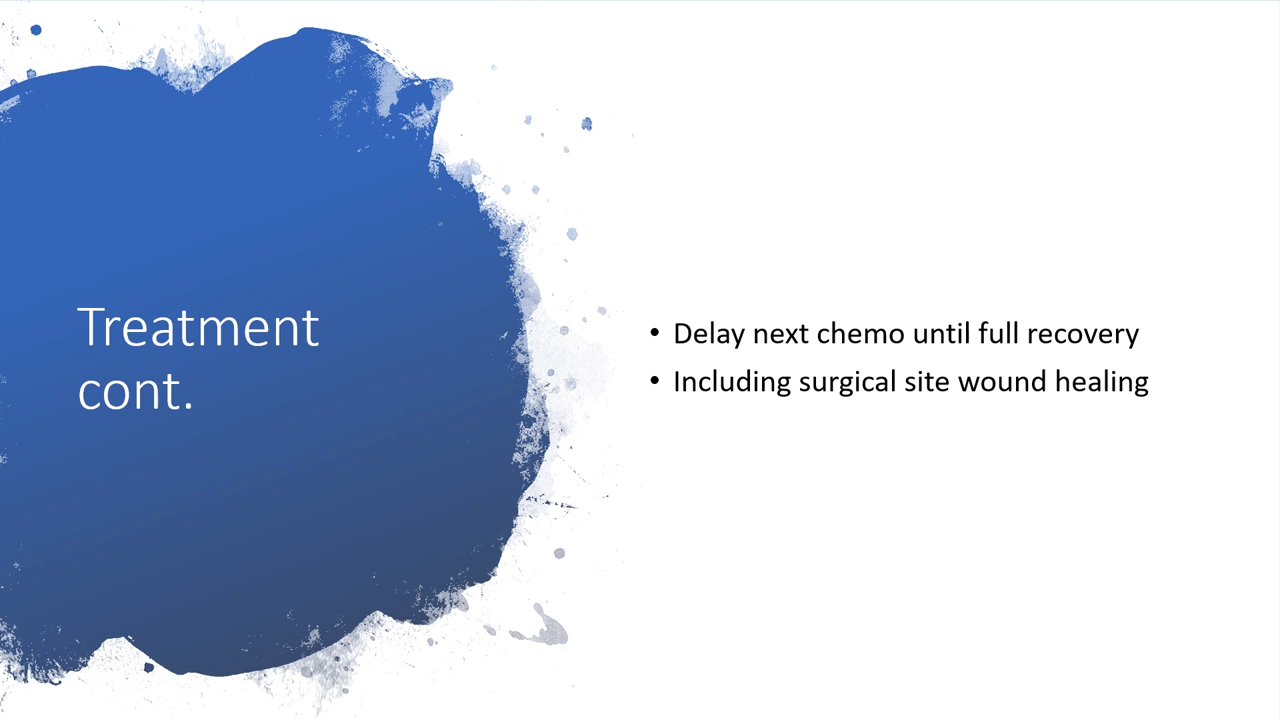 Treatment
cont.
• Delay next chemo until full recovery
• Including surgical site wound healing